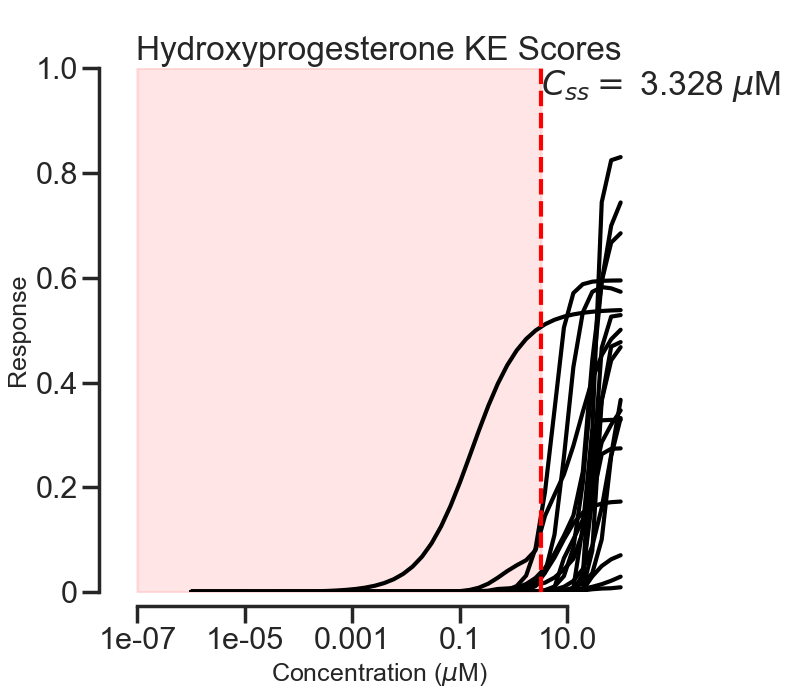 Hydroxyprogesterone KE Scores
C_ss = 3.328 μM
1.0
0.8
0.6
0.4
0.2
0
Response
1e-07 1e-05 0.001 0.1 10.0
Concentration (μM)